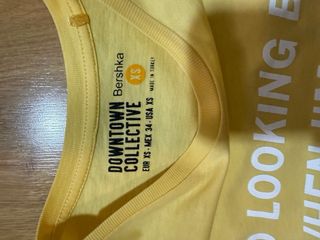 Bershka
XS
DOWNTOWN
COLLECTIVE
EUR XS - MEX 34 - USA XS
MADE IN TURKEY
LOOKING